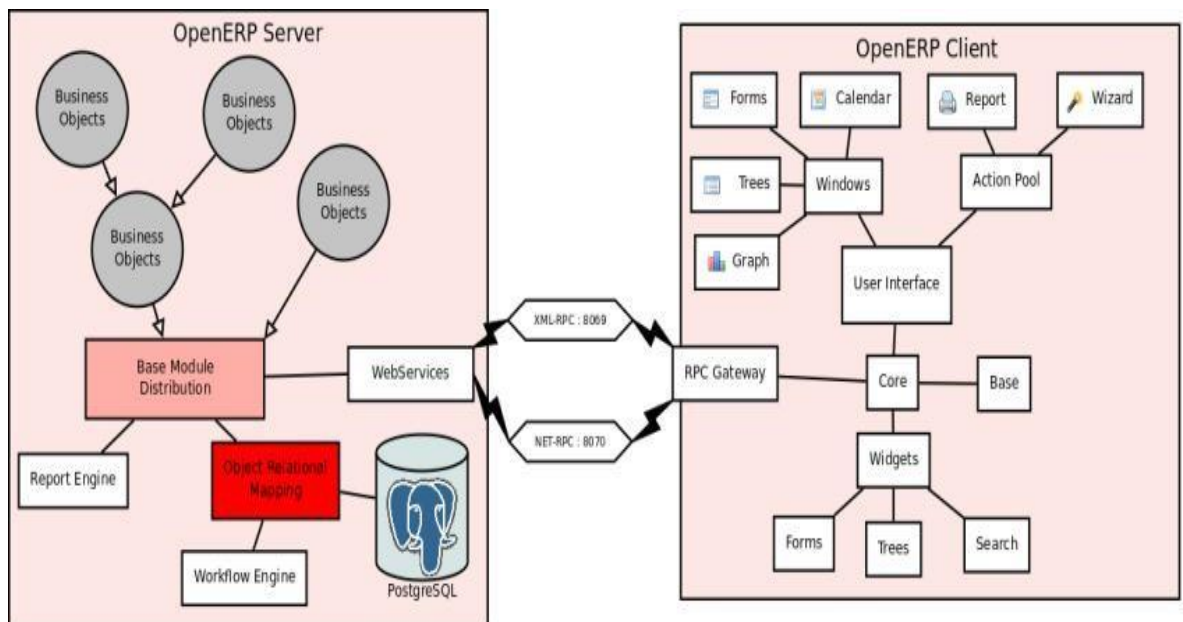 OpenERP Server
Business
Objects
Business
Objects
Business
Objects
Business
Objects
Base Module
Distribution
WebServices
Report Engine
Object Relational
Mapping
Workflow Engine
PostgreSQL
XML-RPC : 8069
NET-RPC : 8070
OpenERP Client
Forms
Calendar
Report
Wizard
Trees
Windows
Action Pool
Graph
User Interface
RPC Gateway
Core
Base
Widgets
Forms
Trees
Search